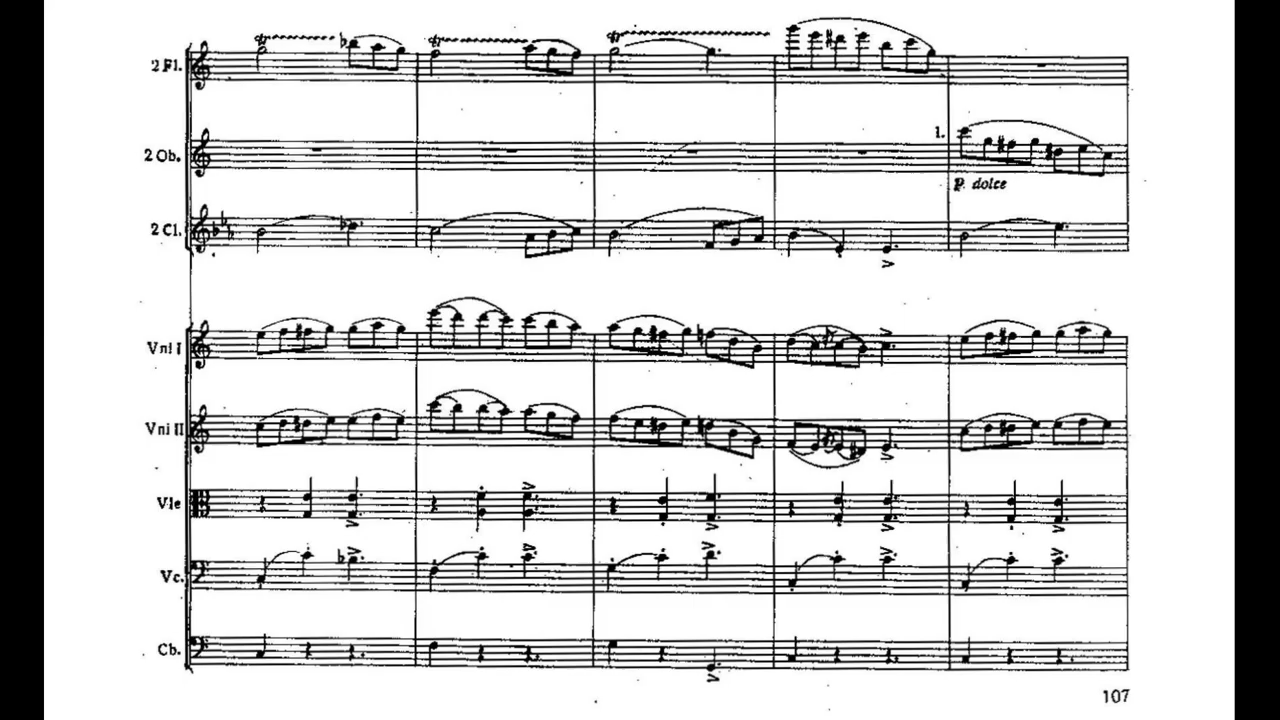 2 Fl.
1.
2 Ob.
P. dolce
2 Cl.
Vni I
Vni II
Vle
Vc.
Cb.
107